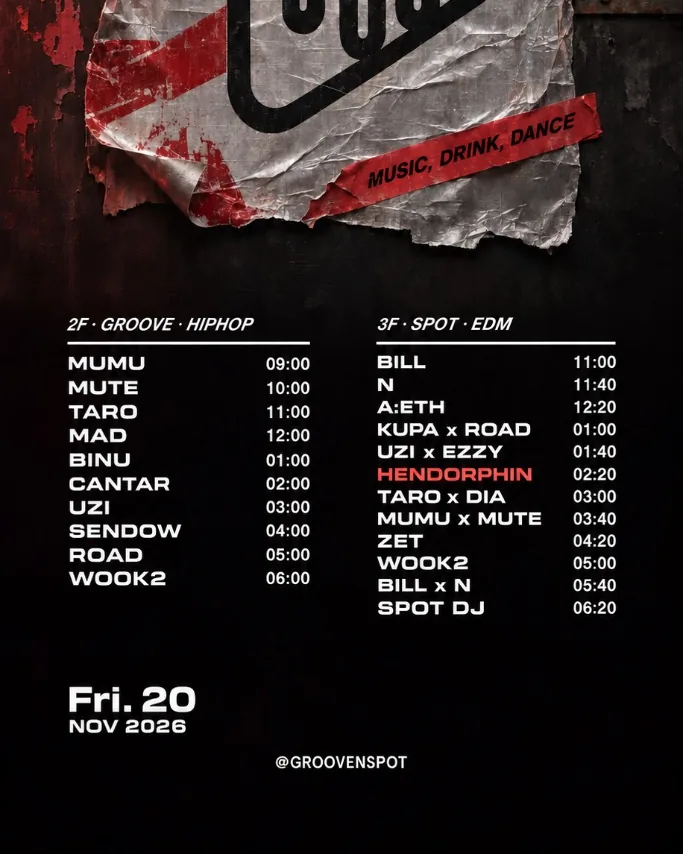 MUSIC, DRINK, DANCE
2F · GROOVE · HIPHOP
MUMU 09:00
MUTE 10:00
TARO 11:00
MAD 12:00
BINU 01:00
CANTAR 02:00
UZI 03:00
SENDOW 04:00
ROAD 05:00
WOOK2 06:00
3F · SPOT · EDM
BILL 11:00
N 11:40
A:ETH 12:20
KUPA x ROAD 01:00
UZI x EZZY 01:40
HENDORPHIN 02:20
TARO x DIA 03:00
MUMU x MUTE 03:40
ZET 04:20
WOOK2 05:00
BILL x N 05:40
SPOT DJ 06:20
Fri. 20
NOV 2026
@GROOVENSPOT